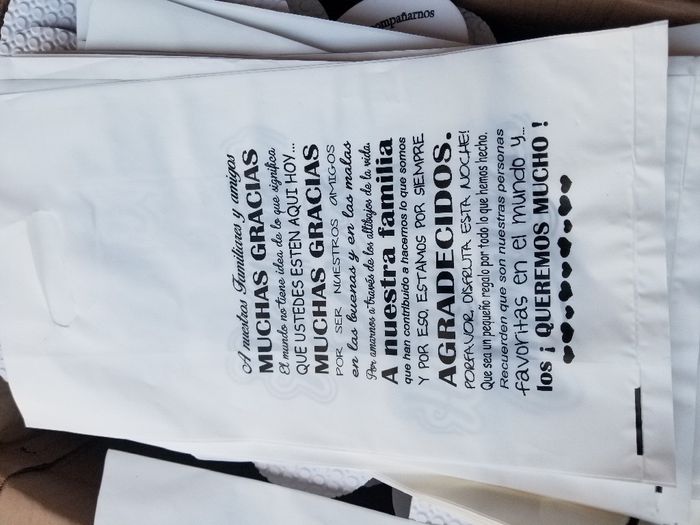 ompañarnos
A nuestros Familiares y amigos
MUCHAS GRACIAS
El mundo no tiene idea de lo que significa
QUE USTEDES ESTEN AQUI HOY...
MUCHAS GRACIAS
POR SER NUESTROS AMIGOS
en las buenas y en las malas
Por amarnos a través de los altibajos de la vida.
A nuestra familia
que han contribuido a hacernos lo que somos
Y POR ESO, ESTAMOS POR SIEMPRE
AGRADECIDOS.
PORFAVOR, DISFRUTA ESTA NOCHE!
Que sea un pequeño regalo por todo lo que hemos hecho.
Recuerden que son nuestras personas
favoritas en el mundo y...
los ¡ QUEREMOS MUCHO !